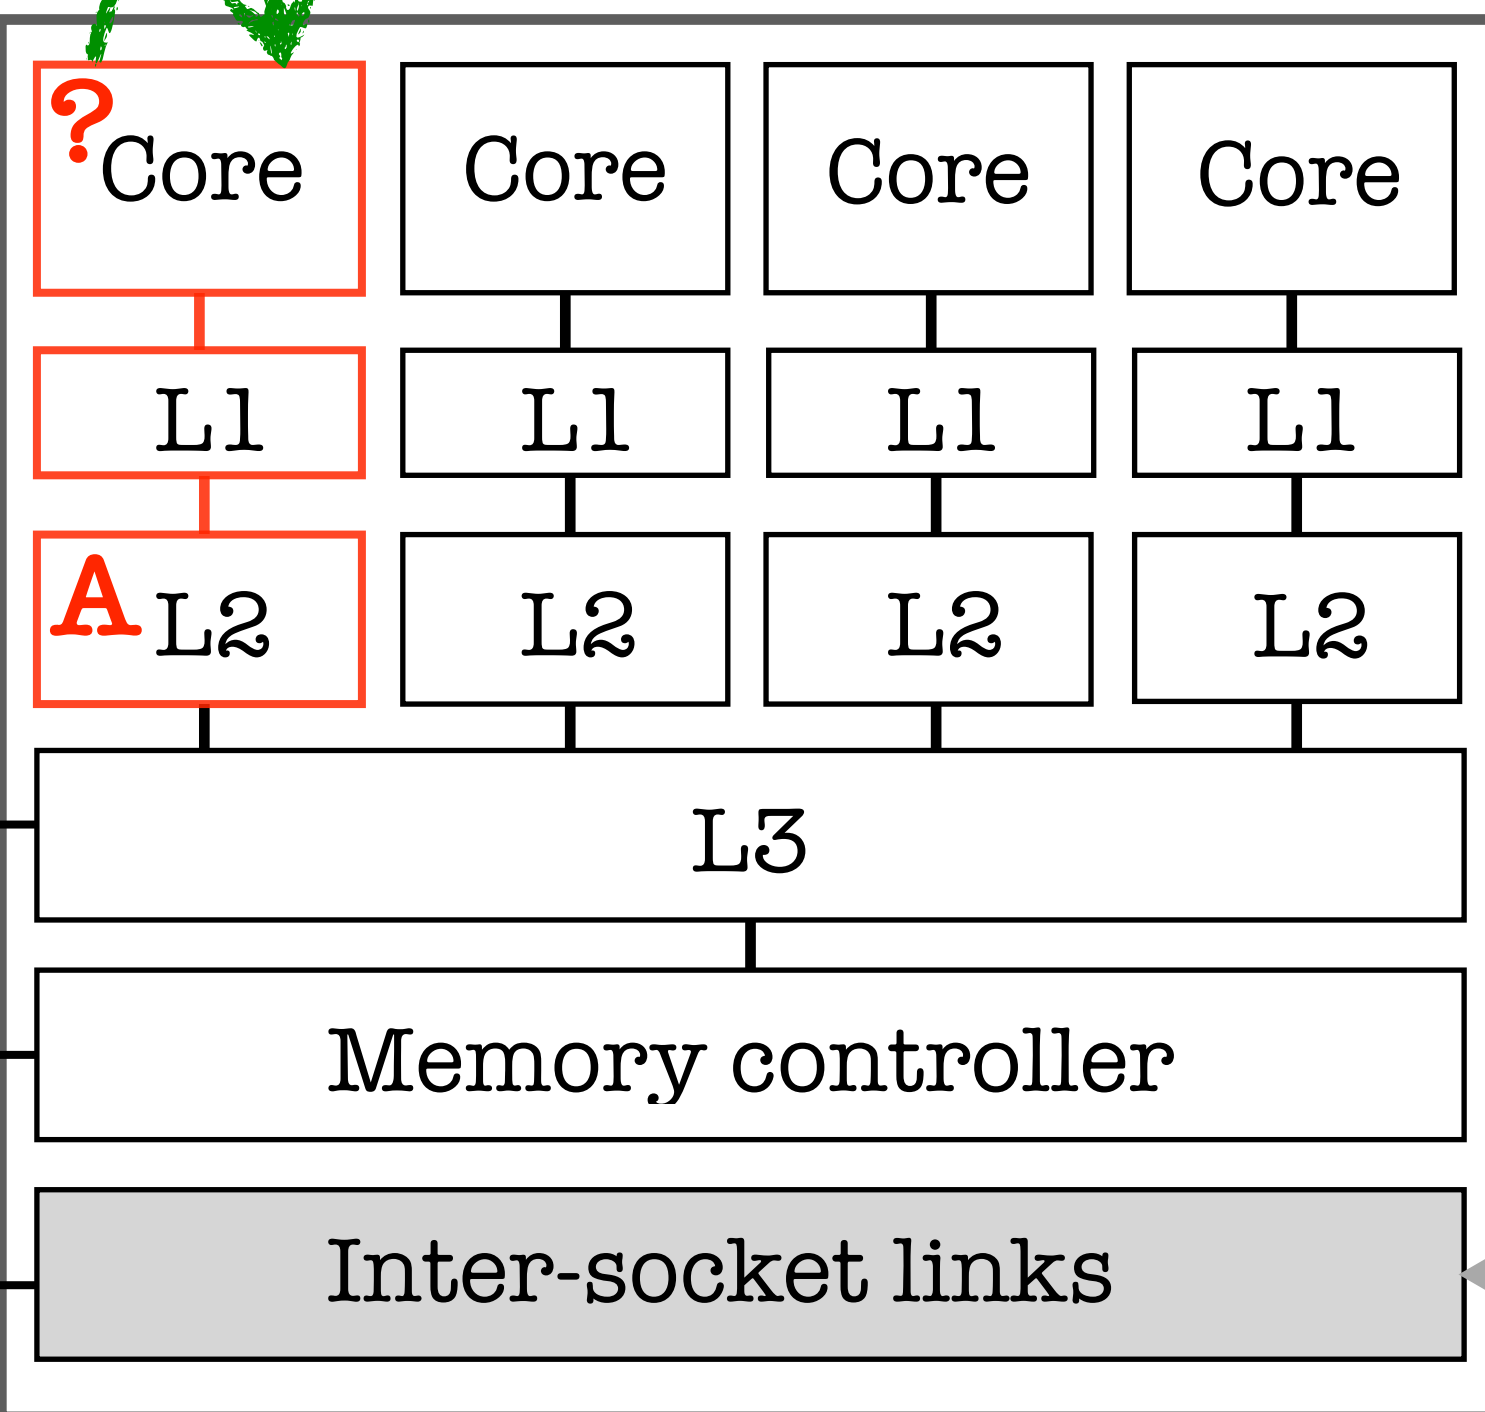 ?
Core Core Core Core
L1 L1 L1 L1
A
L2 L2 L2 L2
L3
Memory controller
Inter-socket links